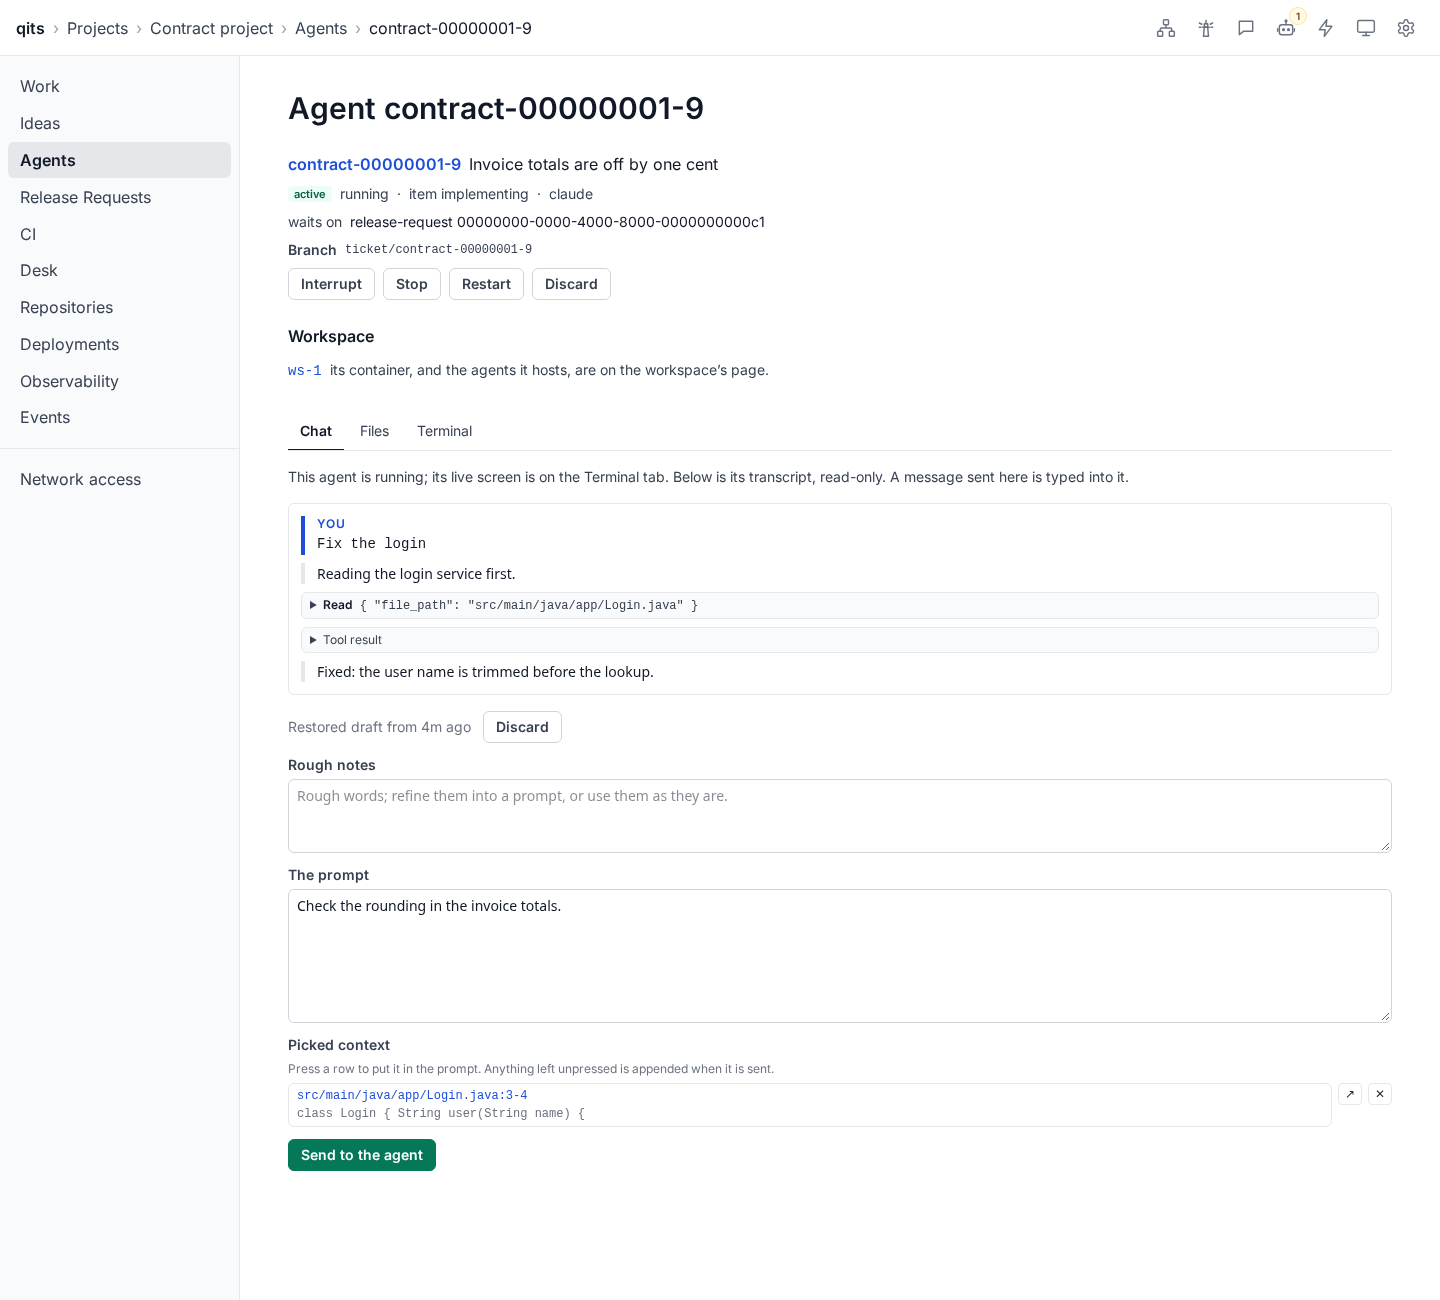 qits › Projects › Contract project › Agents › contract-00000001-9
1
Work
Ideas
Agents
Release Requests
CI
Desk
Repositories
Deployments
Observability
Events
Network access
Agent contract-00000001-9
contract-00000001-9 Invoice totals are off by one cent
active running · item implementing · claude
waits on release-request 00000000-0000-4000-8000-0000000000c1
Branch ticket/contract-00000001-9
Interrupt Stop Restart Discard
Workspace
ws-1 its container, and the agents it hosts, are on the workspace’s page.
Chat Files Terminal
This agent is running; its live screen is on the Terminal tab. Below is its transcript, read-only. A message sent here is typed into it.
YOU
Fix the login
Reading the login service first.
Read { "file_path": "src/main/java/app/Login.java" }
Tool result
Fixed: the user name is trimmed before the lookup.
Restored draft from 4m ago Discard
Rough notes
Rough words; refine them into a prompt, or use them as they are.
The prompt
Check the rounding in the invoice totals.
Picked context
Press a row to put it in the prompt. Anything left unpressed is appended when it is sent.
src/main/java/app/Login.java:3-4
class Login { String user(String name) {
Send to the agent